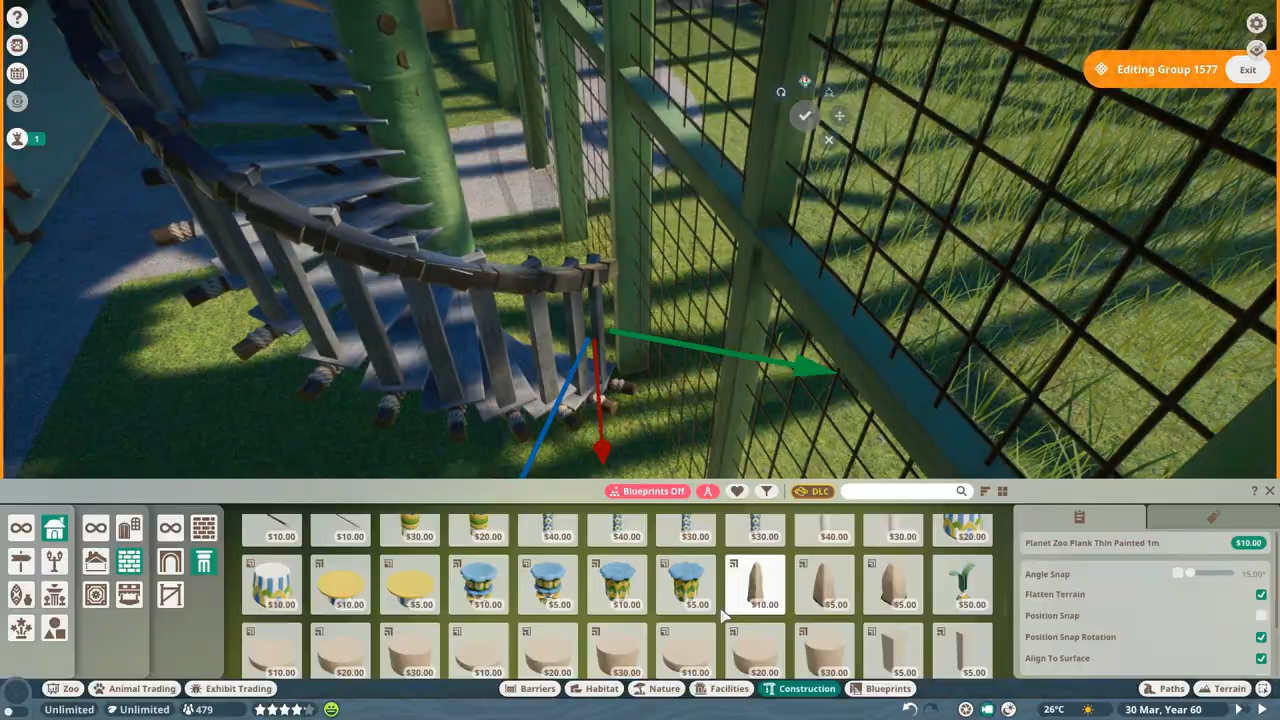 ?
1
Editing Group 1577
Exit
Blueprints Off
DLC
? ×
$10.00 $10.00 $30.00 $20.00 $40.00 $40.00 $30.00 $30.00 $40.00 $30.00 $20.00
$10.00 $10.00 $5.00 $10.00 $5.00 $10.00 $5.00 $10.00 $5.00 $5.00 $50.00
$10.00 $20.00 $30.00 $10.00 $20.00 $30.00 $10.00 $20.00 $30.00 $5.00 $5.00
Planet Zoo Plank Thin Painted 1m $10.00
Angle Snap 15.00°
Flatten Terrain
Position Snap
Position Snap Rotation
Align To Surface
Zoo Animal Trading Exhibit Trading Barriers Habitat Nature Facilities Construction Blueprints Paths Terrain
Unlimited Unlimited 479 26°C 30 Mar, Year 60